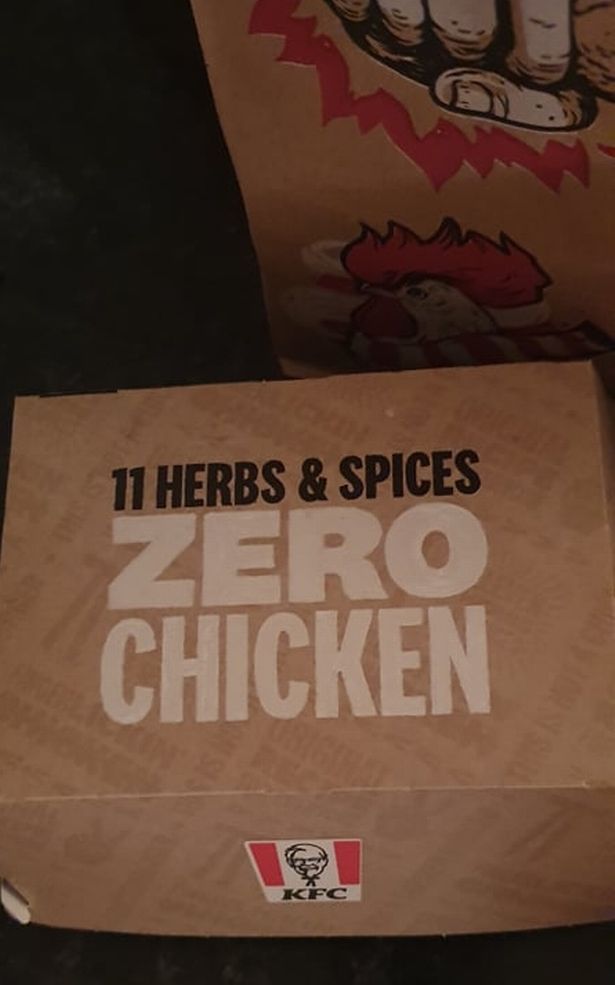 11 HERBS & SPICES
ZERO
CHICKEN
KFC